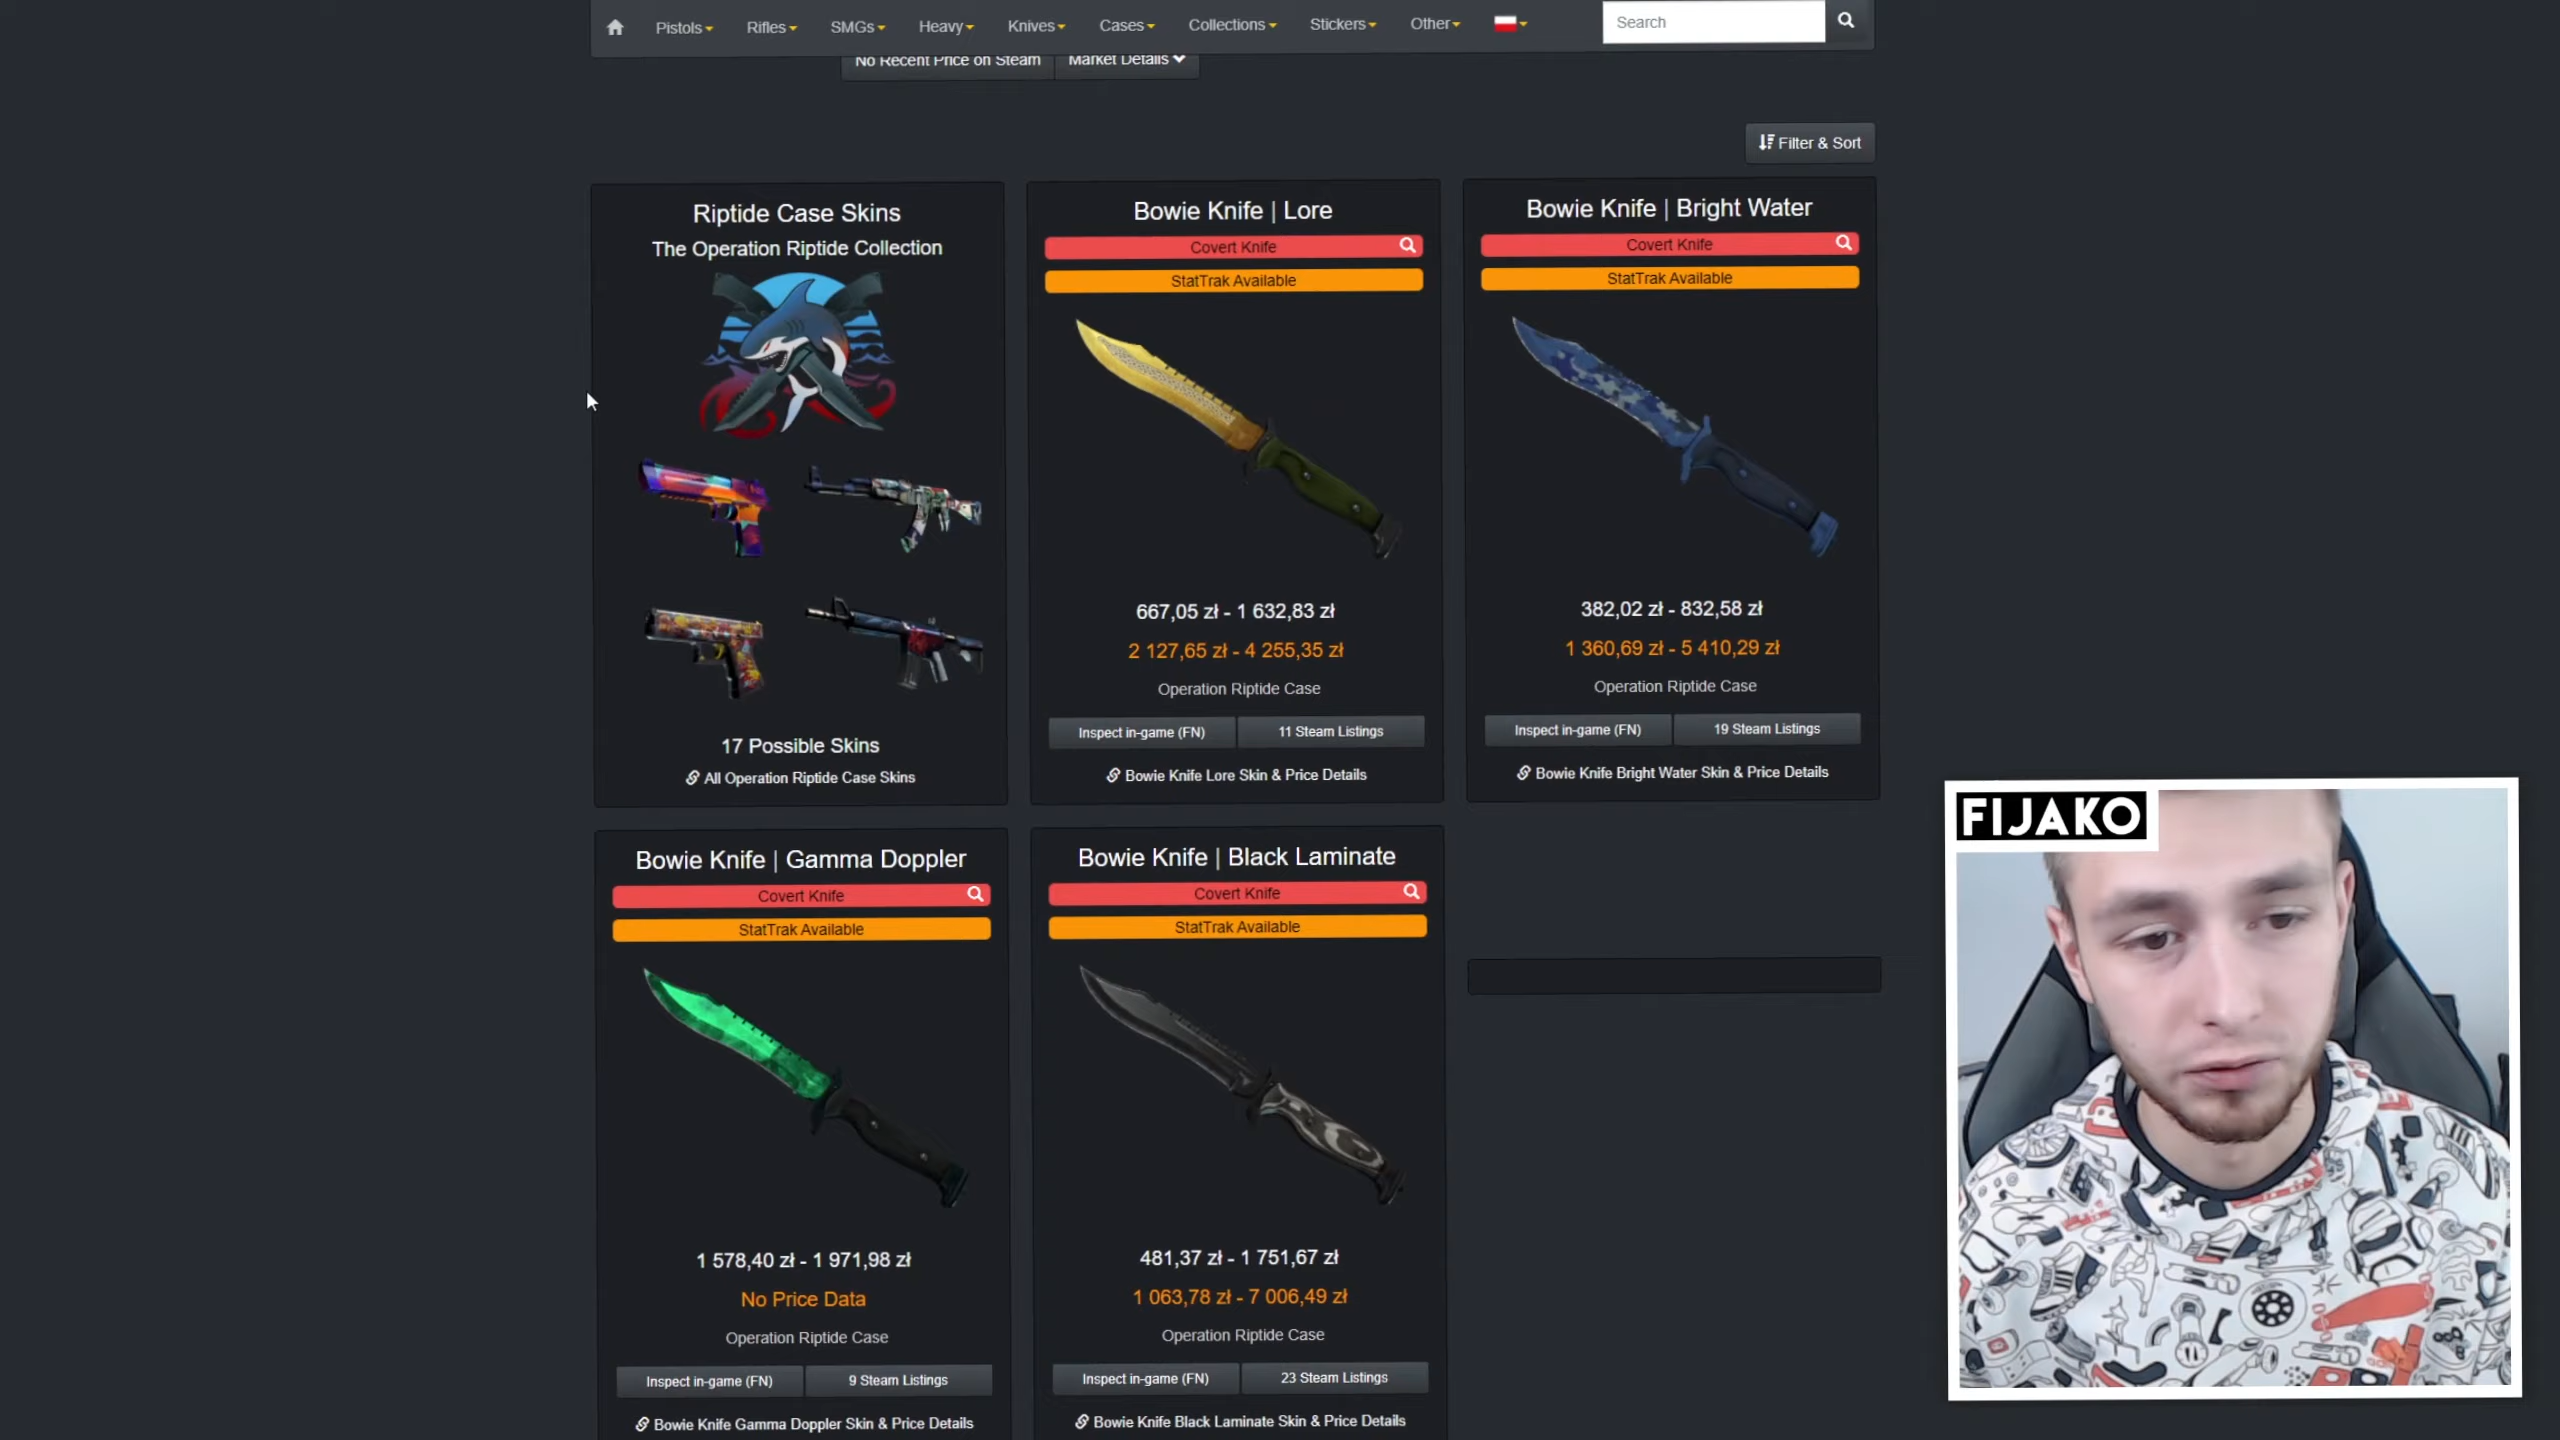 Pistols
Rifles
SMGs
Heavy
Knives
Cases
Collections
Stickers
Other
Search
No Recent Price on Steam
Market Details
Filter & Sort
Riptide Case Skins
The Operation Riptide Collection
17 Possible Skins
All Operation Riptide Case Skins
Bowie Knife | Lore
Covert Knife
StatTrak Available
667,05 zł - 1 632,83 zł
2 127,65 zł - 4 255,35 zł
Operation Riptide Case
Inspect in-game (FN)
11 Steam Listings
Bowie Knife Lore Skin & Price Details
Bowie Knife | Bright Water
Covert Knife
StatTrak Available
382,02 zł - 832,58 zł
1 360,69 zł - 5 410,29 zł
Operation Riptide Case
Inspect in-game (FN)
19 Steam Listings
Bowie Knife Bright Water Skin & Price Details
Bowie Knife | Gamma Doppler
Covert Knife
StatTrak Available
1 578,40 zł - 1 971,98 zł
No Price Data
Operation Riptide Case
Inspect in-game (FN)
9 Steam Listings
Bowie Knife Gamma Doppler Skin & Price Details
Bowie Knife | Black Laminate
Covert Knife
StatTrak Available
481,37 zł - 1 751,67 zł
1 063,78 zł - 7 006,49 zł
Operation Riptide Case
Inspect in-game (FN)
23 Steam Listings
Bowie Knife Black Laminate Skin & Price Details
FIJAKO